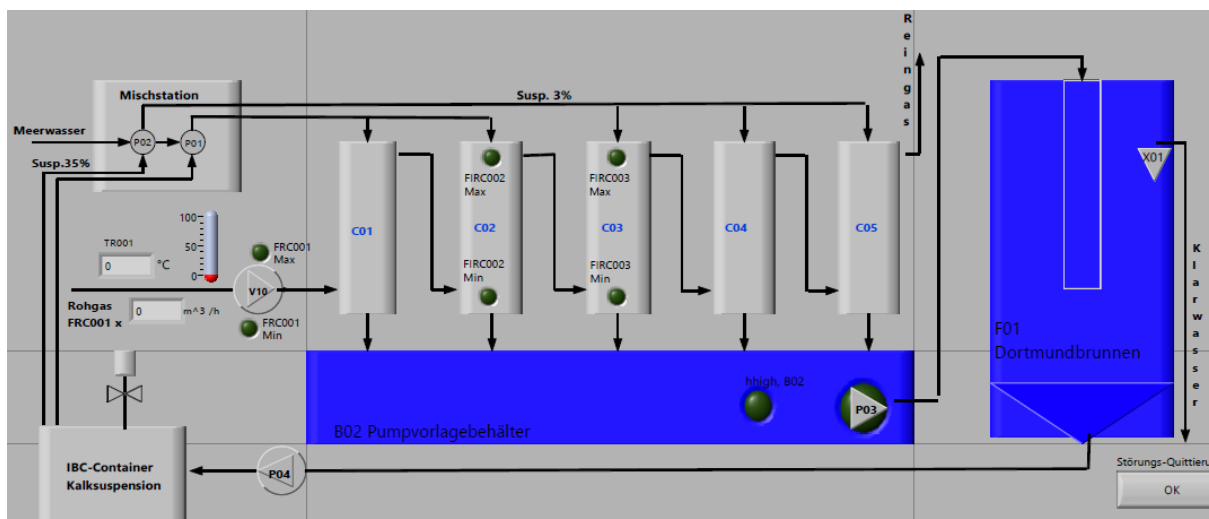 Reingas
Mischstation
Susp. 3%
Meerwasser
P02
P01
Susp.35%
X01
FIRC002
Max
FIRC003
Max
C01
C02
C03
C04
C05
TR001
0
°C
100
50
0
FRC001
Max
V10
FIRC002
Min
FIRC003
Min
Rohgas
FRC001 x
0
m^3 /h
FRC001
Min
Klarwasser
F01
Dortmundbrunnen
hhigh, B02
P03
B02 Pumpvorlagebehälter
IBC-Container
Kalksuspension
P04
Störungs-Quittieru
OK